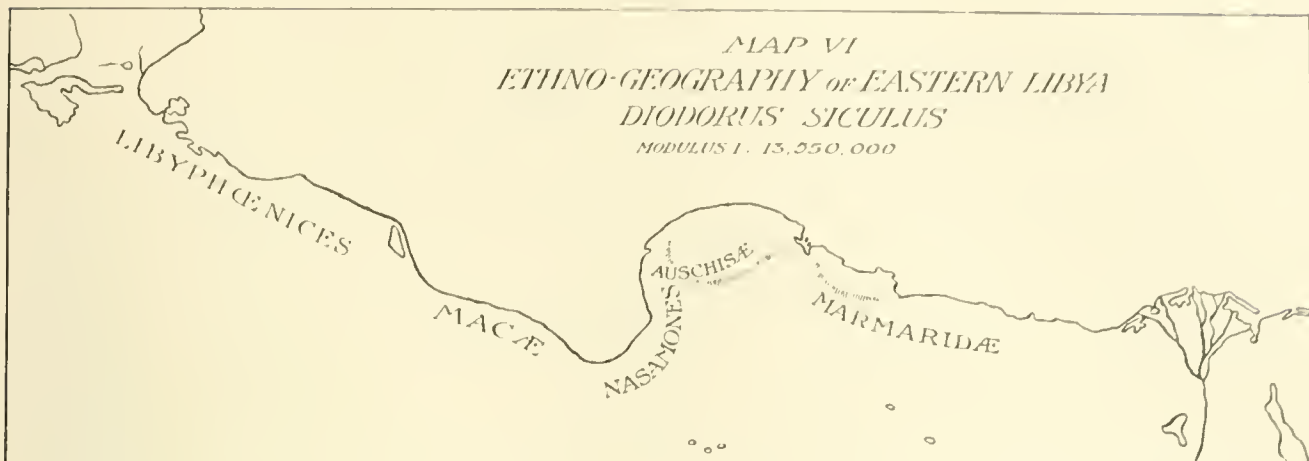 MAP VI
ETHNO-GEOGRAPHY OF EASTERN LIBYA
DIODORUS SICULUS
MODULUS 1 : 13,550,000
LIBYPHŒNICES
MACÆ
NASAMONES
AUSCHISÆ
MARMARIDÆ